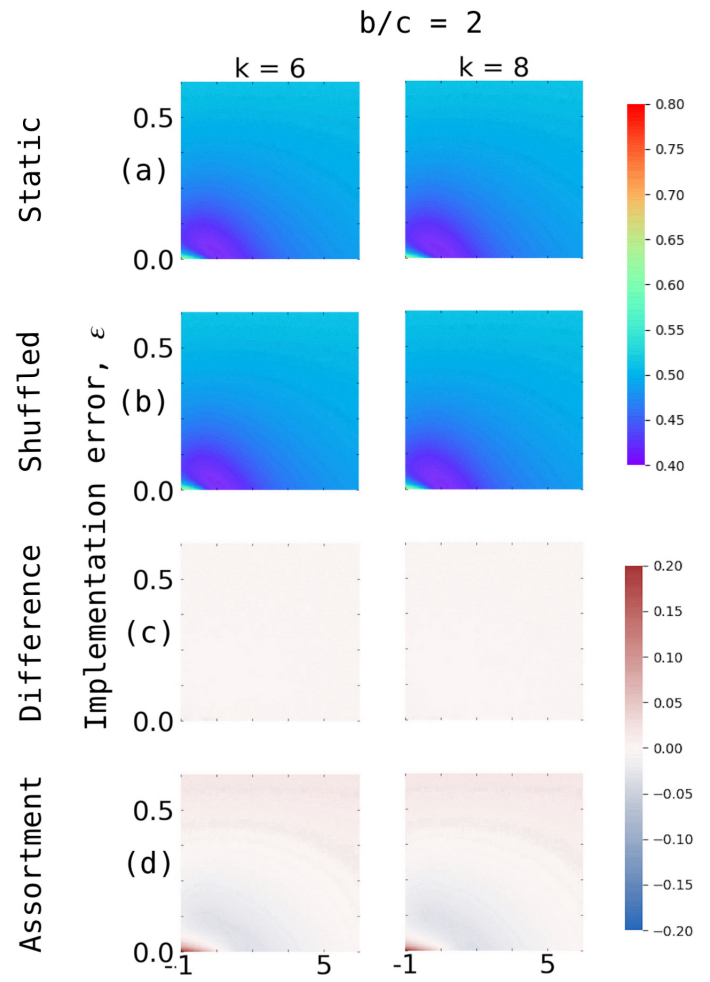 b/c = 2
k = 6
k = 8
Static
(a)
0.5
0.0
Shuffled
(b)
0.5
0.0
Implementation error, ε
Difference
(c)
0.5
0.0
Assortment
(d)
0.5
0.0
-1
5
-1
5
0.80
0.75
0.70
0.65
0.60
0.55
0.50
0.45
0.40
0.20
0.15
0.10
0.05
0.00
−0.05
−0.10
−0.15
−0.20